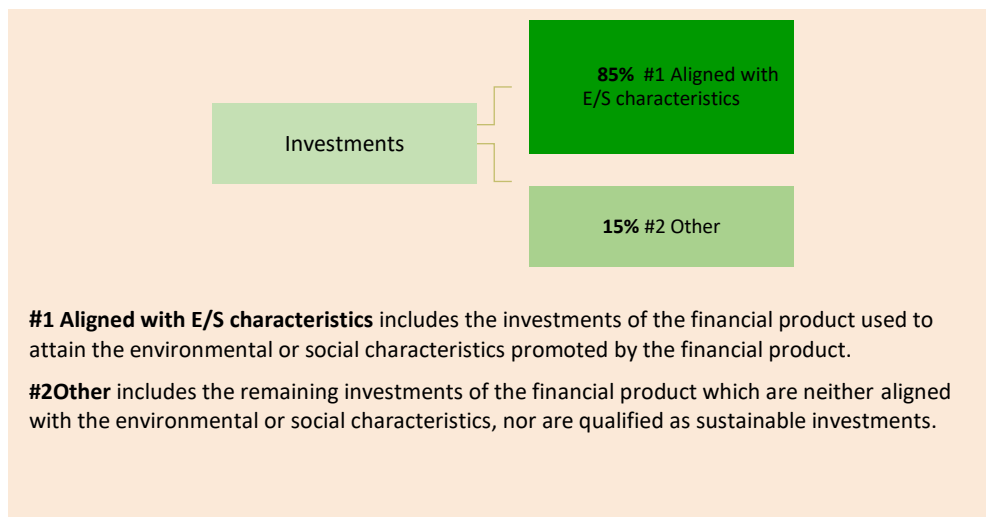 85% #1 Aligned with
E/S characteristics
Investments
15% #2 Other
#1 Aligned with E/S characteristics includes the investments of the financial product used to
attain the environmental or social characteristics promoted by the financial product.
#2Other includes the remaining investments of the financial product which are neither aligned
with the environmental or social characteristics, nor are qualified as sustainable investments.